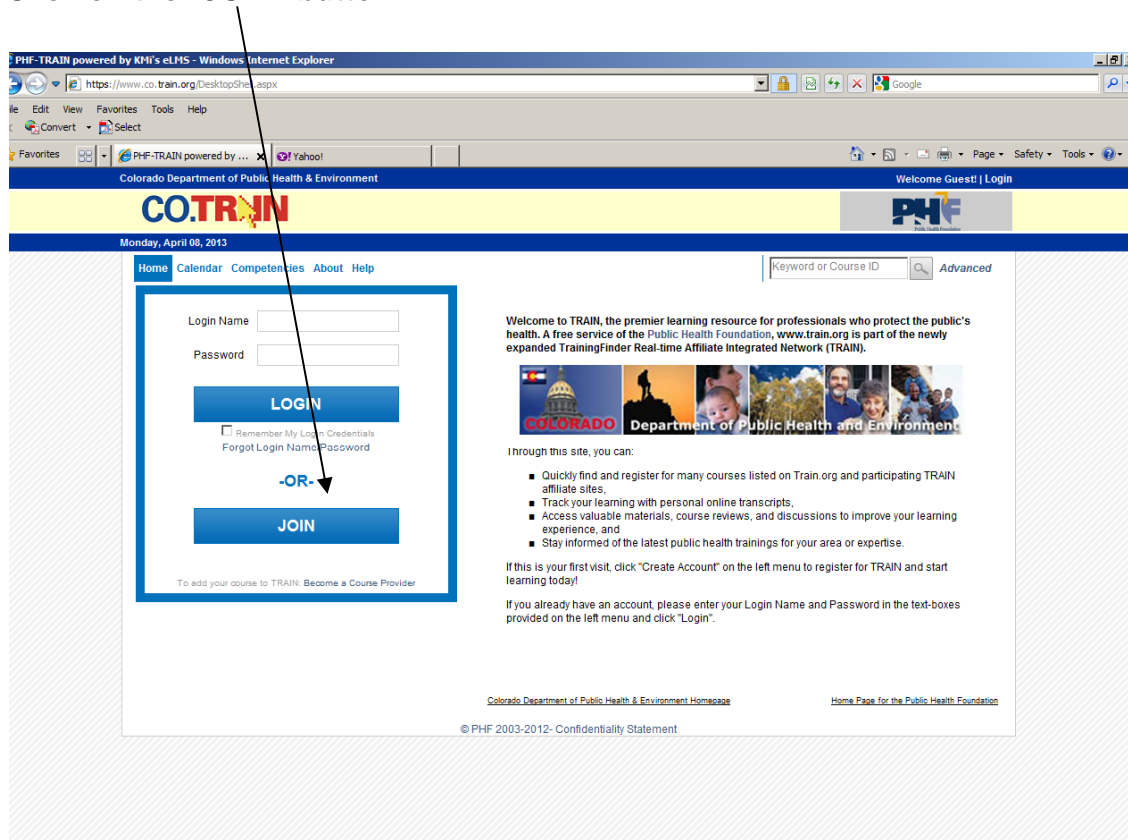 PHF-TRAIN powered by KMi's eLMS - Windows Internet Explorer
https://www.co.train.org/DesktopShell.aspx
Google
Edit View Favorites Tools Help
Convert Select
Favorites PHF-TRAIN powered by ... Yahoo! Page Safety Tools
Colorado Department of Public Health & Environment Welcome Guest! | Login
CO.TRAIN PHF
Public Health Foundation
Monday, April 08, 2013
Home Calendar Competencies About Help Keyword or Course ID Advanced
Login Name
Password
LOGIN
Remember My Login Credentials
Forgot Login Name/Password
-OR-
JOIN
To add your course to TRAIN: Become a Course Provider
Welcome to TRAIN, the premier learning resource for professionals who protect the public's
health. A free service of the Public Health Foundation, www.train.org is part of the newly
expanded TrainingFinder Real-time Affiliate Integrated Network (TRAIN).
COLORADO Department of Public Health and Environment
Through this site, you can:
Quickly find and register for many courses listed on Train.org and participating TRAIN
affiliate sites,
Track your learning with personal online transcripts,
Access valuable materials, course reviews, and discussions to improve your learning
experience, and
Stay informed of the latest public health trainings for your area or expertise.
If this is your first visit, click "Create Account" on the left menu to register for TRAIN and start
learning today!
If you already have an account, please enter your Login Name and Password in the text-boxes
provided on the left menu and click "Login".
Colorado Department of Public Health & Environment Homepage Home Page for the Public Health Foundation
© PHF 2003-2012- Confidentiality Statement